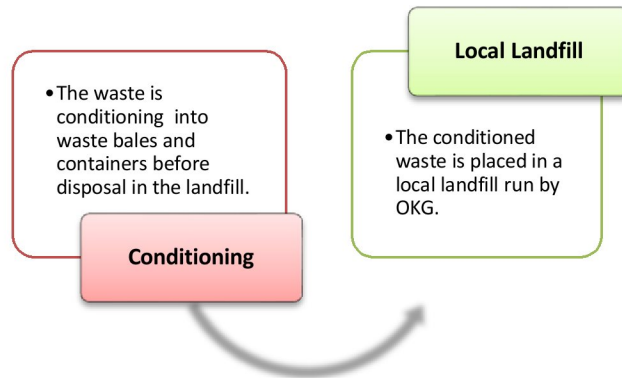 •The waste is
conditioning into
waste bales and
containers before
disposal in the landfill.
Conditioning
Local Landfill
•The conditioned
waste is placed in a
local landfill run by
OKG.